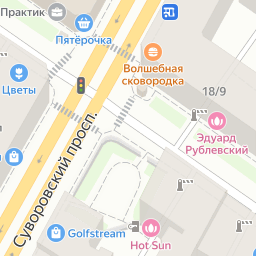 Практик
Пятёрочка
Волшебная
сковородка
Цветы
18/9
Эдуард
Рублевский
Суворовский просп.
Golfstream
Hot Sun